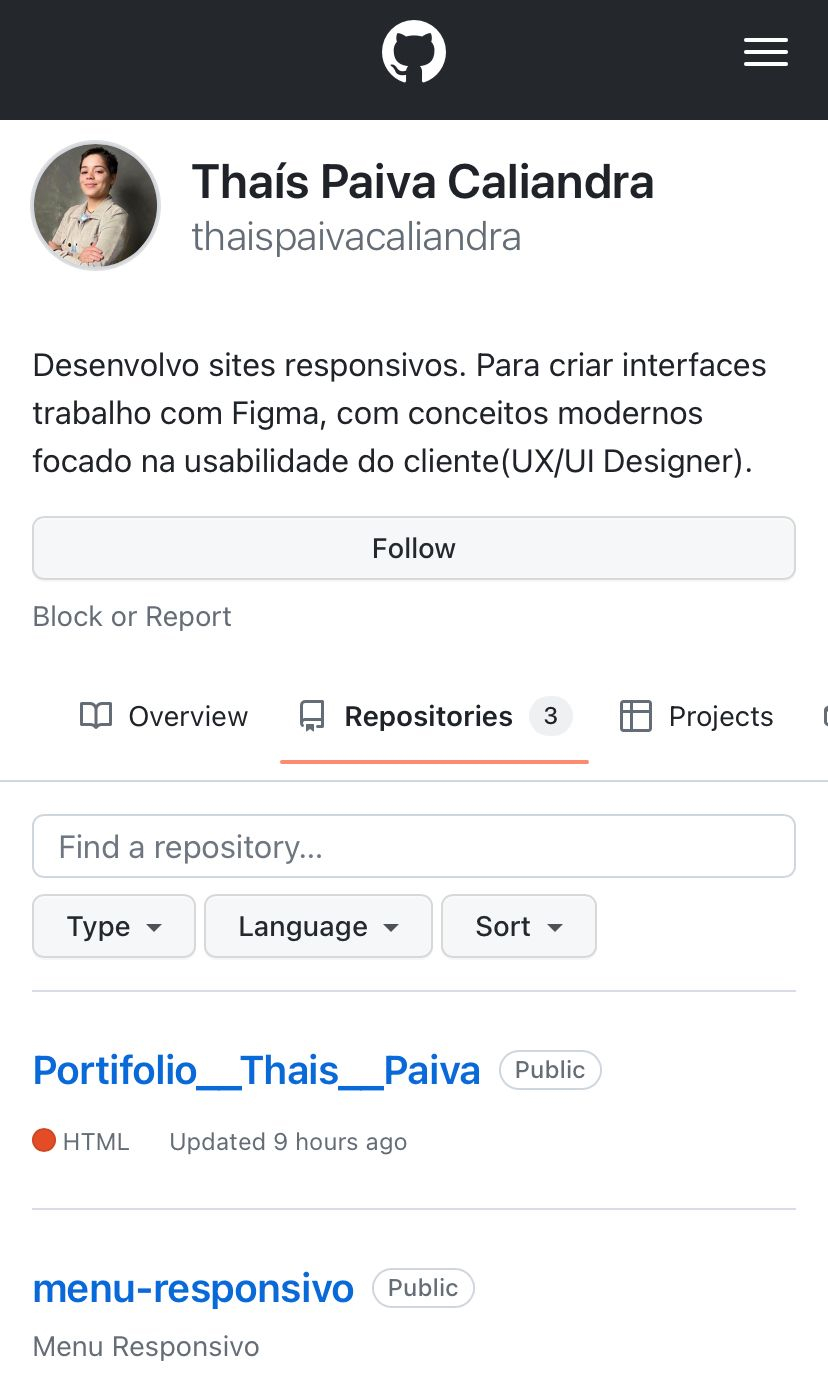 Thaís Paiva Caliandra
thaispaivacaliandra
Desenvolvo sites responsivos. Para criar interfaces
trabalho com Figma, com conceitos modernos
focado na usabilidade do cliente(UX/UI Designer).
Follow
Block or Report
Overview Repositories 3 Projects
Find a repository...
Type Language Sort
Portifolio__Thais__Paiva Public
HTML Updated 9 hours ago
menu-responsivo Public
Menu Responsivo